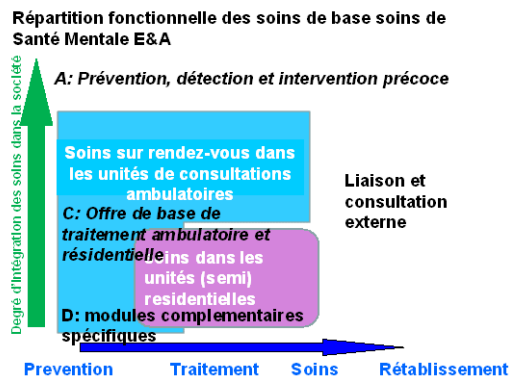 Répartition fonctionnelle des soins de base soins de
Santé Mentale E&A
A: Prévention, détection et intervention précoce
Degré d'Intégration des soins dans la société
Soins sur rendez-vous dans
les unités de consultations
ambulatoires
Liaison et
consultation
externe
C: Offre de base de
traitement ambulatoire et
résidentielle
soins dans les
unités (semi)
residentielles
D: modules complementaires
spécifiques
Prevention
Traitement
Soins
Rétablissement